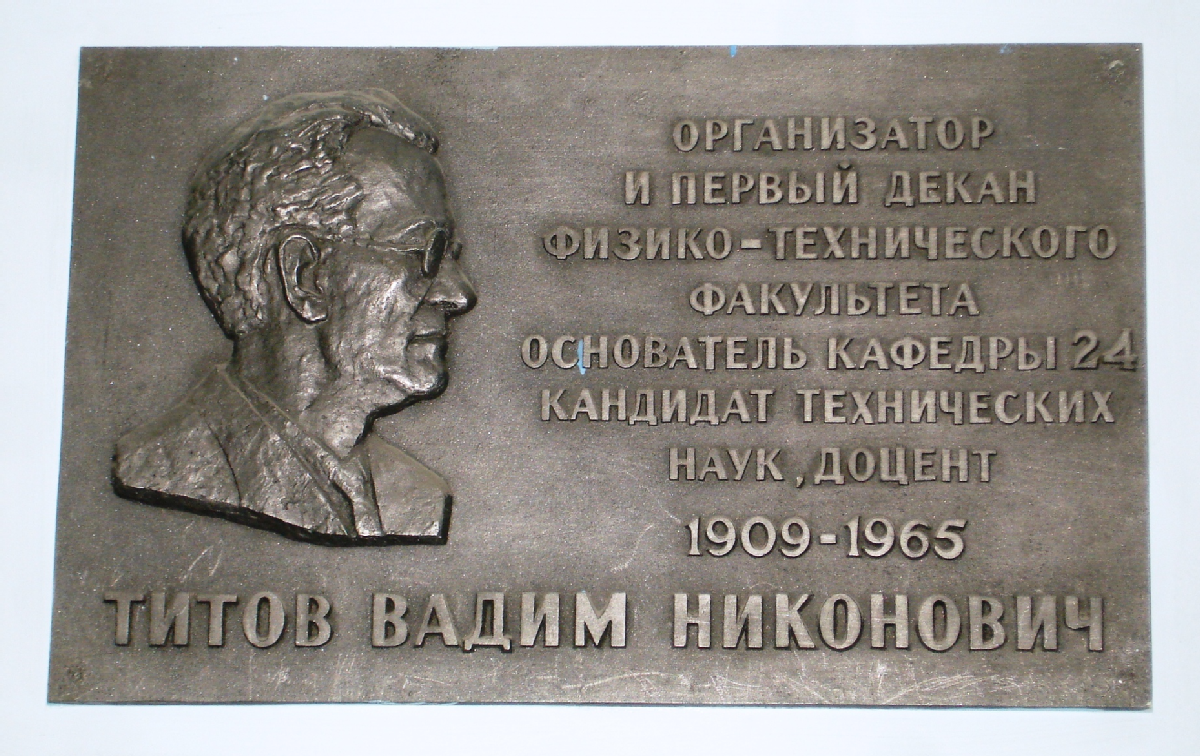 ОРГАНИЗАТОР
И ПЕРВЫЙ ДЕКАН
ФИЗИКО-ТЕХНИЧЕСКОГО
ФАКУЛЬТЕТА
ОСНОВАТЕЛЬ КАФЕДРЫ 24
КАНДИДАТ ТЕХНИЧЕСКИХ
НАУК, ДОЦЕНТ
1909-1965
ТИТОВ ВАДИМ НИКОНОВИЧ